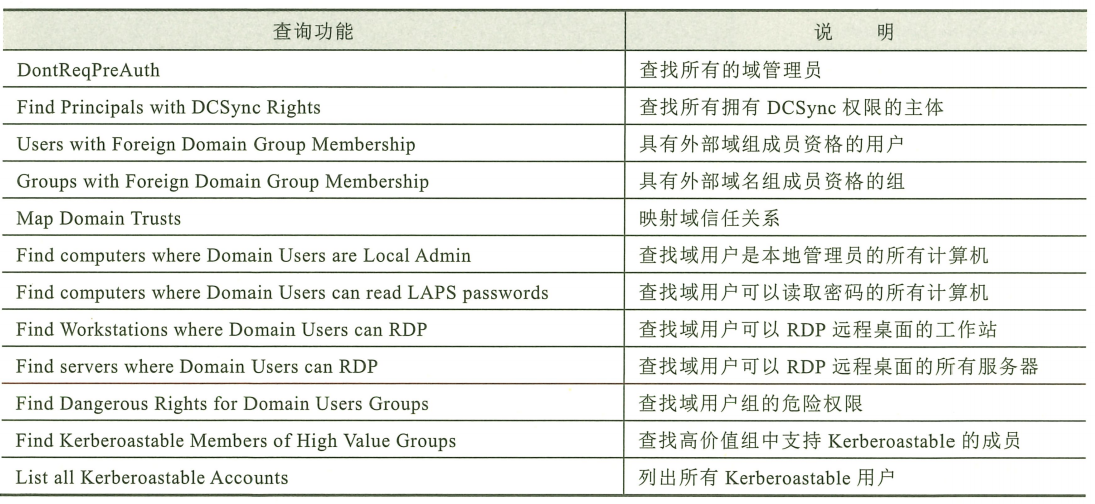 查询功能 说 明
DontReqPreAuth 查找所有的域管理员
Find Principals with DCSync Rights 查找所有拥有 DCSync 权限的主体
Users with Foreign Domain Group Membership 具有外部域组成员资格的用户
Groups with Foreign Domain Group Membership 具有外部域名组成员资格的组
Map Domain Trusts 映射域信任关系
Find computers where Domain Users are Local Admin 查找域用户是本地管理员的所有计算机
Find computers where Domain Users can read LAPS passwords 查找域用户可以读取密码的所有计算机
Find Workstations where Domain Users can RDP 查找域用户可以 RDP 远程桌面的工作站
Find servers where Domain Users can RDP 查找域用户可以 RDP 远程桌面的所有服务器
Find Dangerous Rights for Domain Users Groups 查找域用户组的危险权限
Find Kerberoastable Members of High Value Groups 查找高价值组中支持 Kerberoastable 的成员
List all Kerberoastable Accounts 列出所有 Kerberoastable 用户